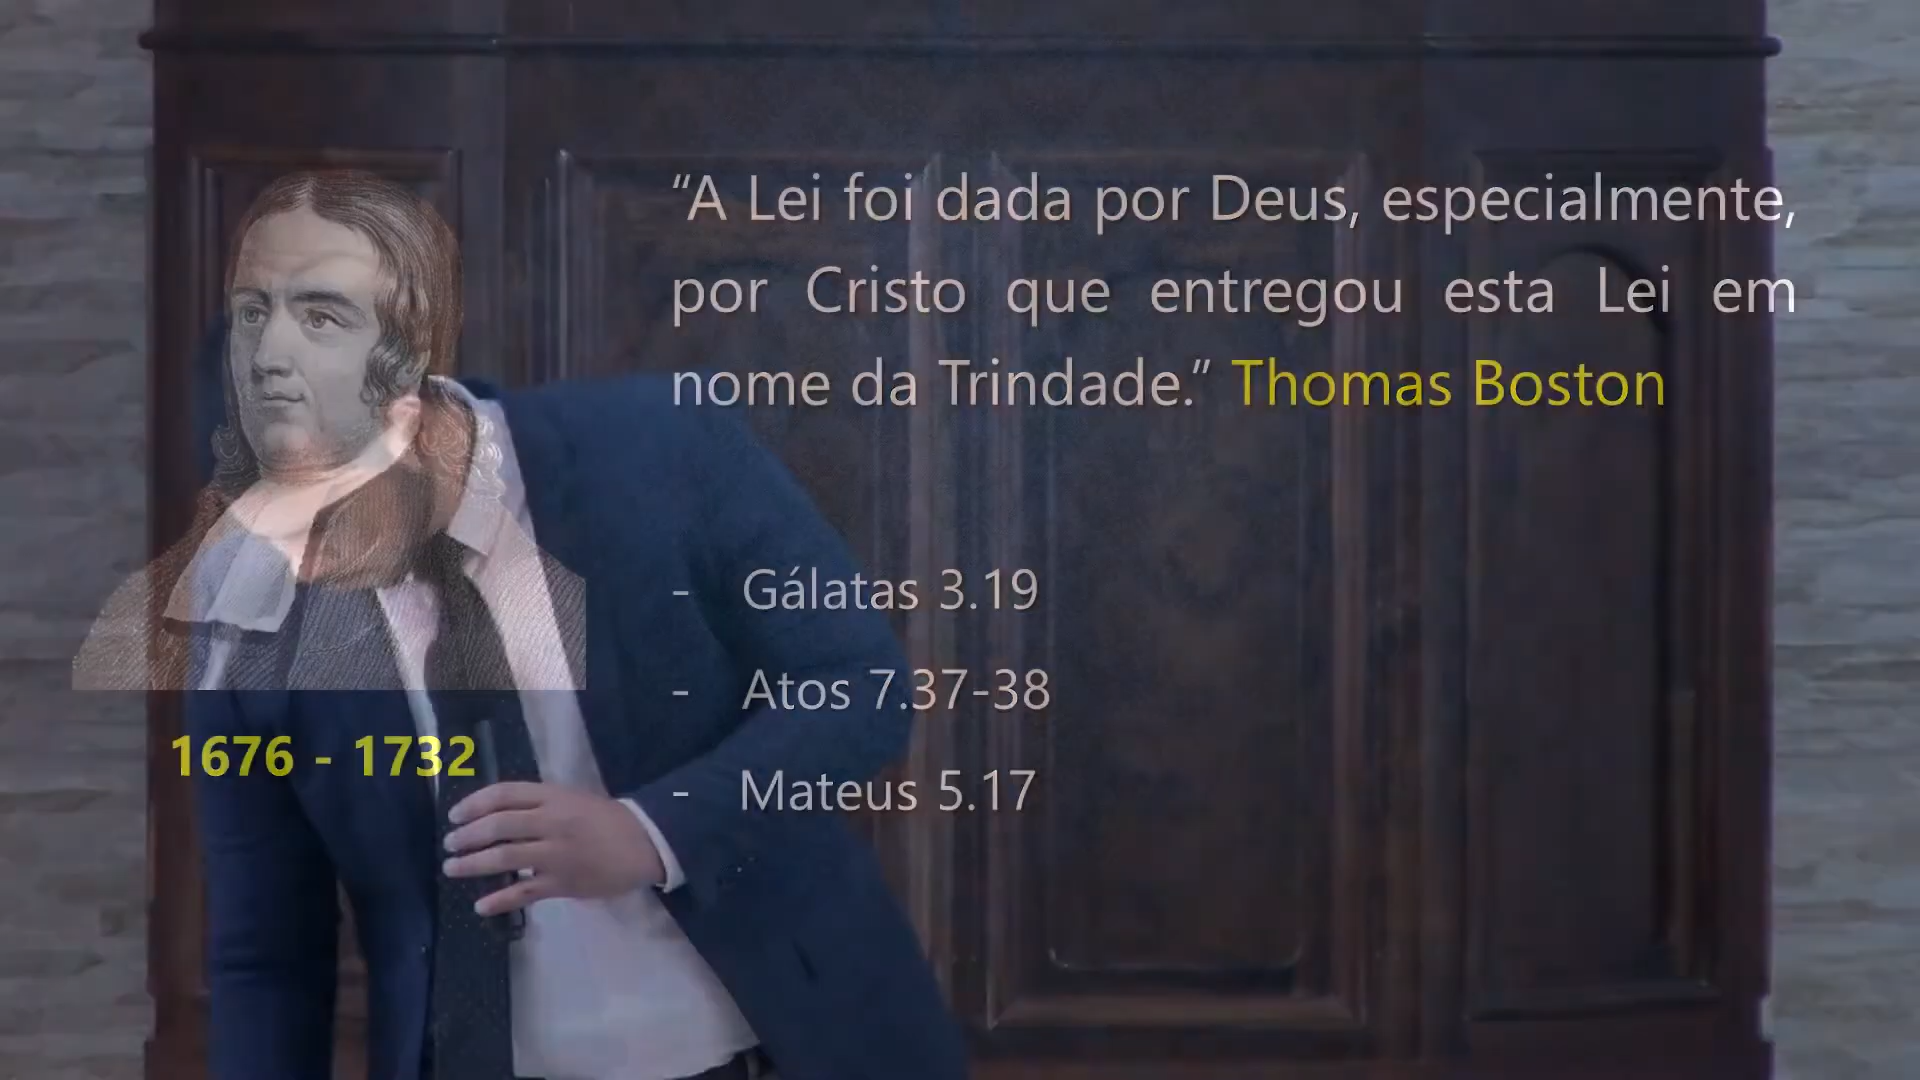 “A Lei foi dada por Deus, especialmente,
por Cristo que entregou esta Lei em
nome da Trindade.” Thomas Boston
- Gálatas 3.19
- Atos 7.37-38
- Mateus 5.17
1676 - 1732